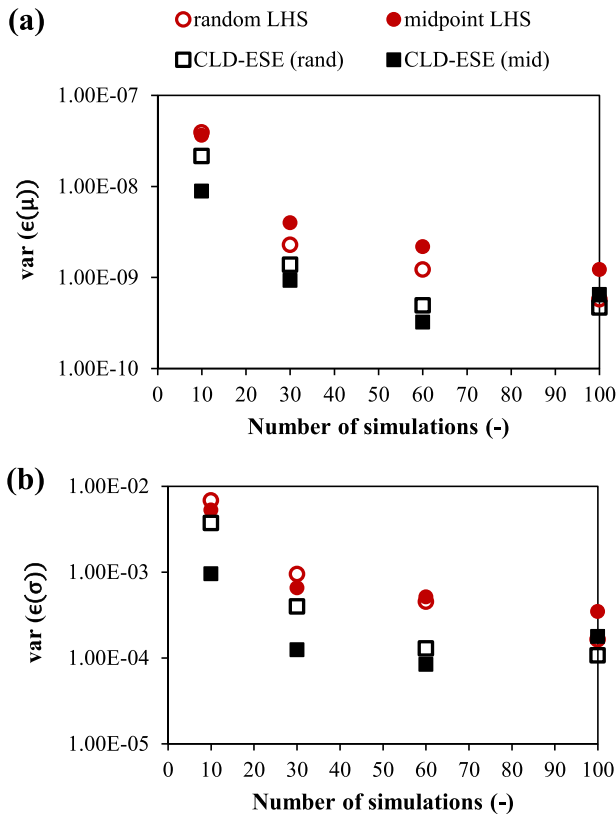 (a)
random LHS
midpoint LHS
CLD-ESE (rand)
CLD-ESE (mid)
1.00E-07
1.00E-08
1.00E-09
1.00E-10
var (ϵ(μ))
0 10 20 30 40 50 60 70 80 90 100
Number of simulations (-)
(b)
1.00E-02
1.00E-03
1.00E-04
1.00E-05
var (ϵ(σ))
0 10 20 30 40 50 60 70 80 90 100
Number of simulations (-)